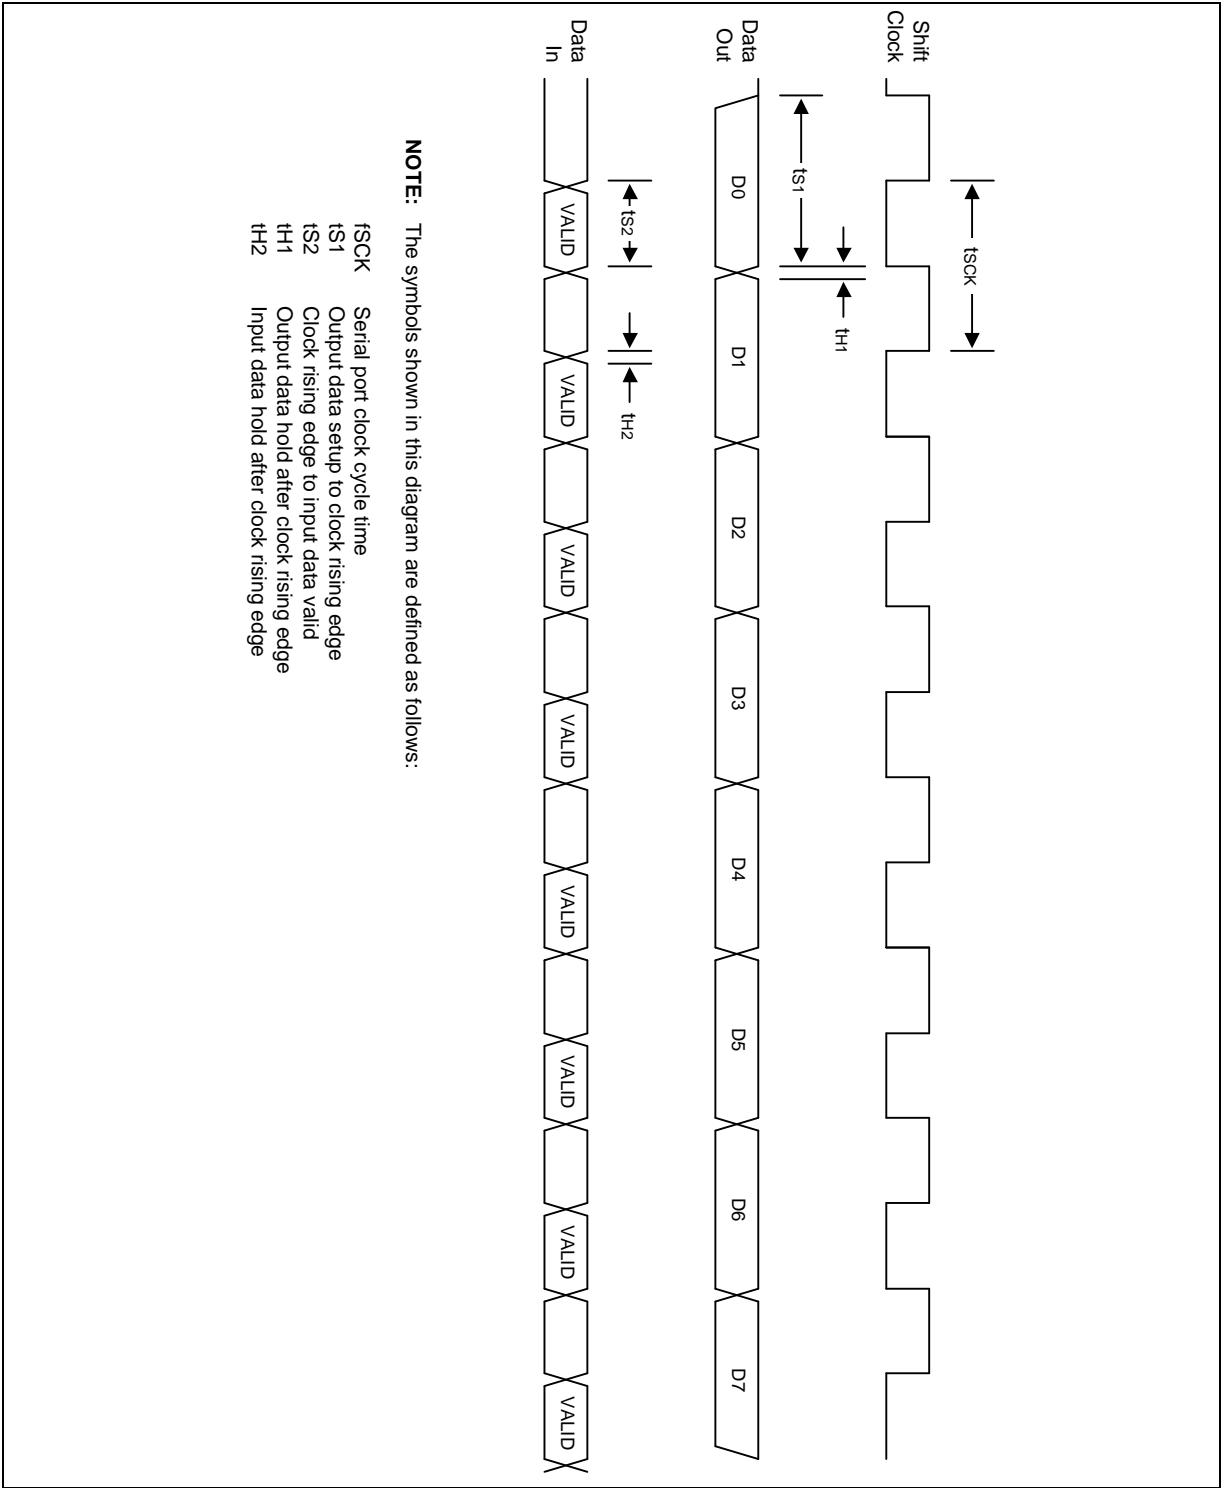 Shift
Clock
tSCK
tH1
tS1
Data
Out
D0
D1
D2
D3
D4
D5
D6
D7
tS2
tH2
Data
In
VALID
VALID
VALID
VALID
VALID
VALID
VALID
VALID
NOTE: The symbols shown in this diagram are defined as follows:
fSCK Serial port clock cycle time
tS1 Output data setup to clock rising edge
tS2 Clock rising edge to input data valid
tH1 Output data hold after clock rising edge
tH2 Input data hold after clock rising edge